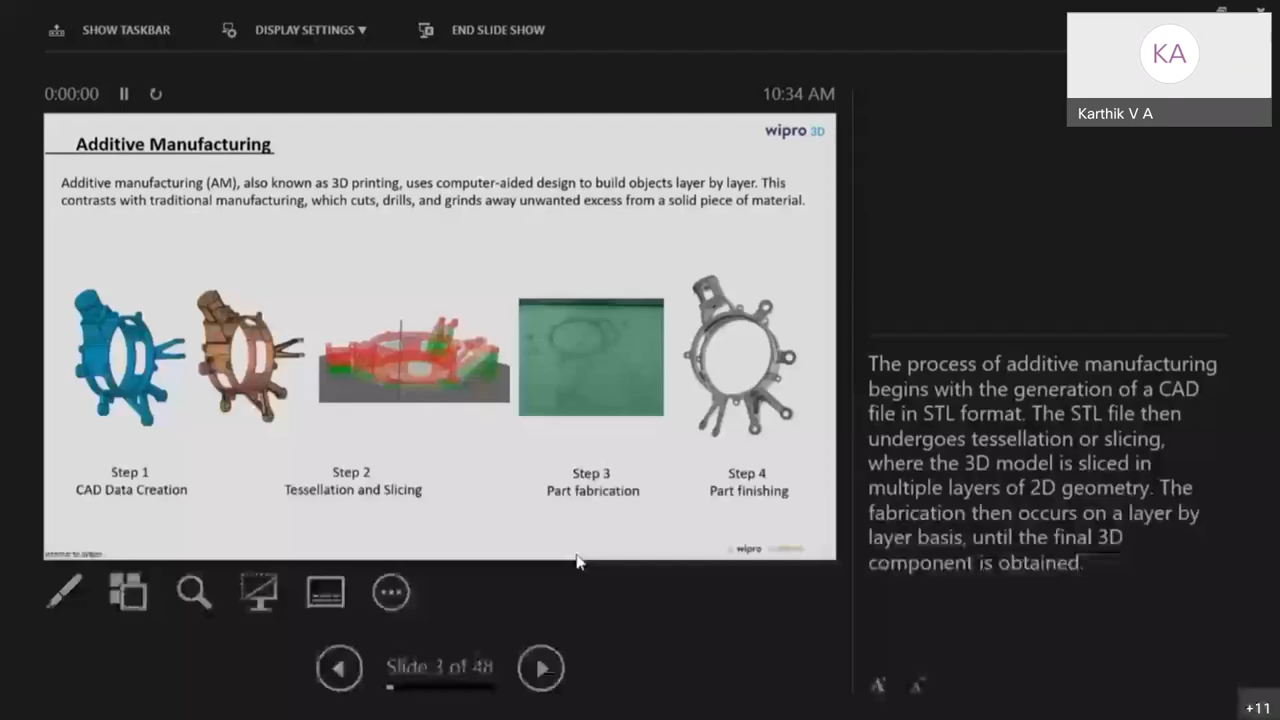 SHOW TASKBAR
DISPLAY SETTINGS ▼
END SLIDE SHOW
KA
Karthik V A
0:00:00
10:34 AM
Additive Manufacturing
wipro 3D
Additive manufacturing (AM), also known as 3D printing, uses computer-aided design to build objects layer by layer. This
contrasts with traditional manufacturing, which cuts, drills, and grinds away unwanted excess from a solid piece of material.
Step 1
CAD Data Creation
Step 2
Tessellation and Slicing
Step 3
Part fabrication
Step 4
Part finishing
wipro
The process of additive manufacturing
begins with the generation of a CAD
file in STL format. The STL file then
undergoes tessellation or slicing,
where the 3D model is sliced in
multiple layers of 2D geometry. The
fabrication then occurs on a layer by
layer basis, until the final 3D
component is obtained.
Slide 3 of 48
A A
+11